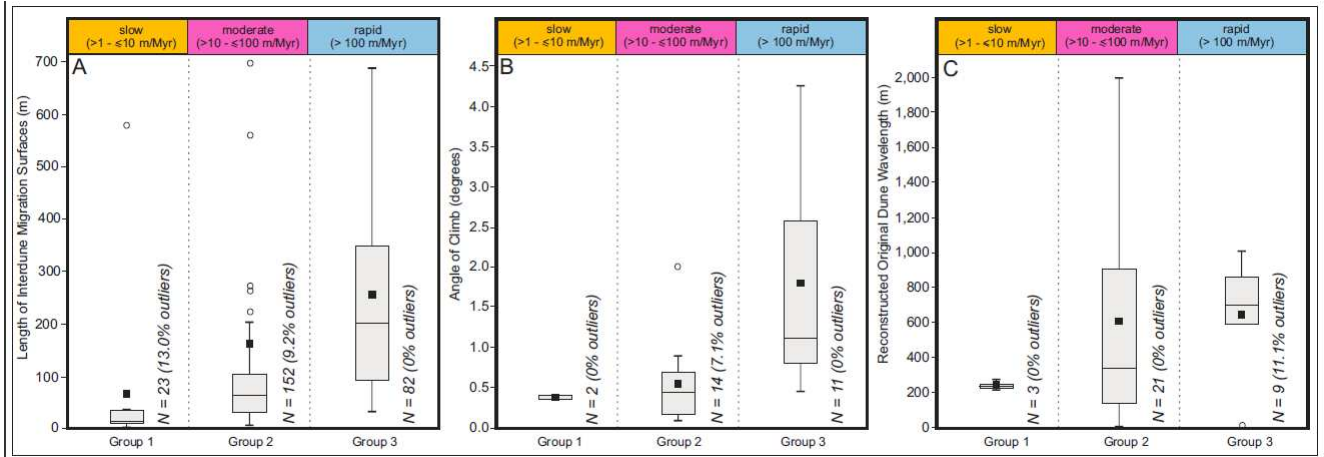 slow
(>1 - ≤10 m/Myr)
moderate
(>10 - ≤100 m/Myr)
rapid
(> 100 m/Myr)
A
Length of Interdune Migration Surfaces (m)
700
600
500
400
300
200
100
0
N = 23 (13.0% outliers)
N = 152 (9.2% outliers)
N = 82 (0% outliers)
Group 1
Group 2
Group 3
slow
(>1 - ≤10 m/Myr)
moderate
(>10 - ≤100 m/Myr)
rapid
(> 100 m/Myr)
B
Angle of Climb (degrees)
4.5
4.0
3.5
3.0
2.5
2.0
1.5
1.0
0.5
0.0
N = 2 (0% outliers)
N = 14 (7.1% outliers)
N = 11 (0% outliers)
Group 1
Group 2
Group 3
slow
(>1 - ≤10 m/Myr)
moderate
(>10 - ≤100 m/Myr)
rapid
(> 100 m/Myr)
C
Reconstructed Original Dune Wavelength (m)
2,000
1,800
1,600
1,400
1,200
1,000
800
600
400
200
0
N = 3 (0% outliers)
N = 21 (0% outliers)
N = 9 (11.1% outliers)
Group 1
Group 2
Group 3